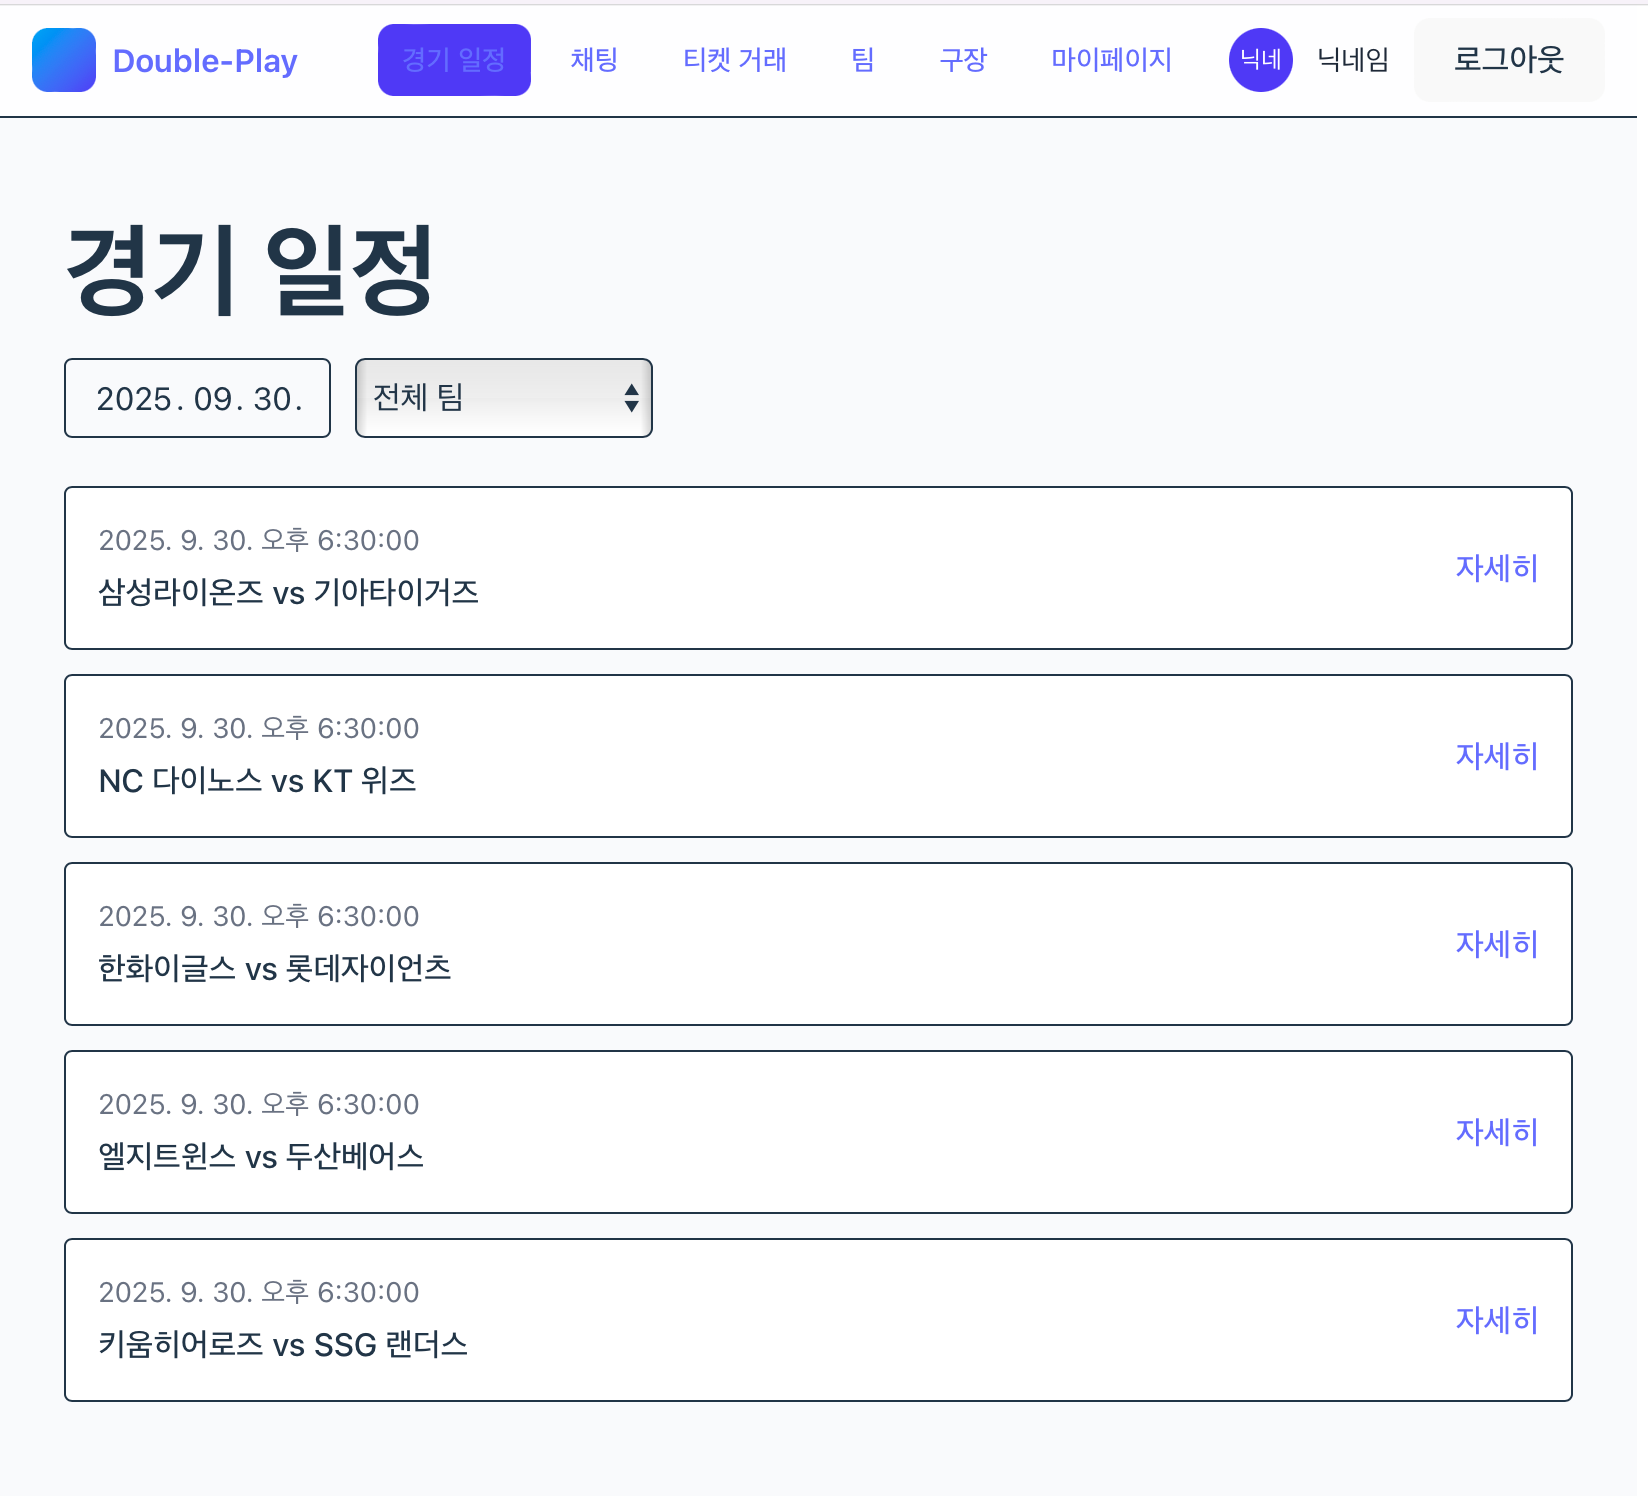 Double-Play 경기 일정 채팅 티켓 거래 팀 구장 마이페이지 닉네 닉네임 로그아웃
경기 일정
2025. 09. 30. 전체 팀
2025. 9. 30. 오후 6:30:00
삼성라이온즈 vs 기아타이거즈
자세히
2025. 9. 30. 오후 6:30:00
NC 다이노스 vs KT 위즈
자세히
2025. 9. 30. 오후 6:30:00
한화이글스 vs 롯데자이언츠
자세히
2025. 9. 30. 오후 6:30:00
엘지트윈스 vs 두산베어스
자세히
2025. 9. 30. 오후 6:30:00
키움히어로즈 vs SSG 랜더스
자세히